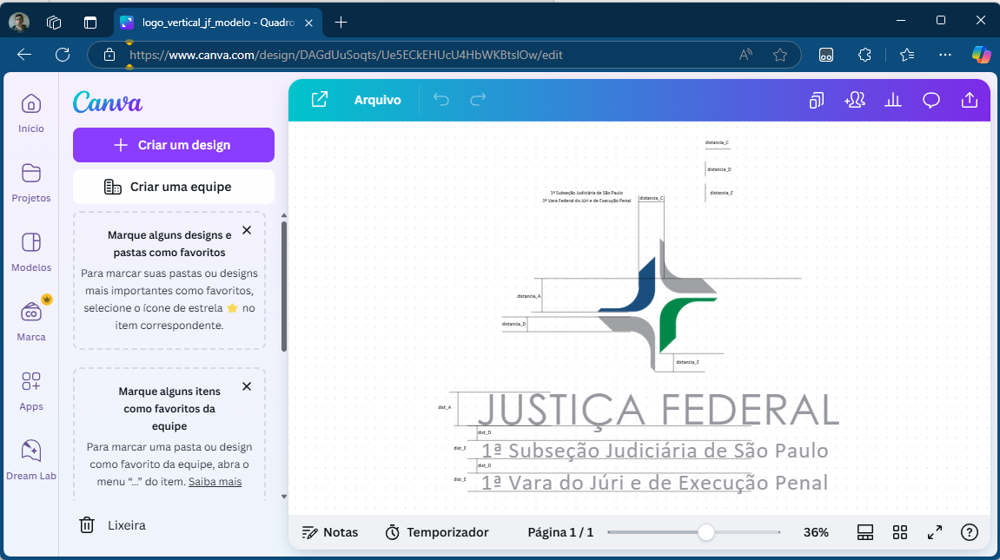 logo_vertical_jf_modelo - Quadro
https://www.canva.com/design/DAGdUuSoqts/Ue5ECkEHUcU4HbWKBtsIOw/edit
Canva
Arquivo
Início
Criar um design
Criar uma equipe
Projetos
Modelos
Marca
Apps
Dream Lab
Marque alguns designs e
pastas como favoritos
Para marcar suas pastas ou designs
mais importantes como favoritos,
selecione o ícone de estrela ⭐ no
item correspondente.
Marque alguns itens
como favoritos da
equipe
Para marcar uma pasta ou design
como favorito da equipe, abra o
menu “...” do item. Saiba mais
Lixeira
distancia_C
distancia_D
distancia_E
1ª Subseção Judiciária de São Paulo
1ª Vara Federal do Júri e de Execução Penal
distancia_C
distancia_A
distancia_D
distancia_E
dist_A
JUSTIÇA FEDERAL
dist_D
dist_E
1ª Subseção Judiciária de São Paulo
dist_D
dist_E
1ª Vara do Júri e de Execução Penal
Notas
Temporizador
Página 1 / 1
36%